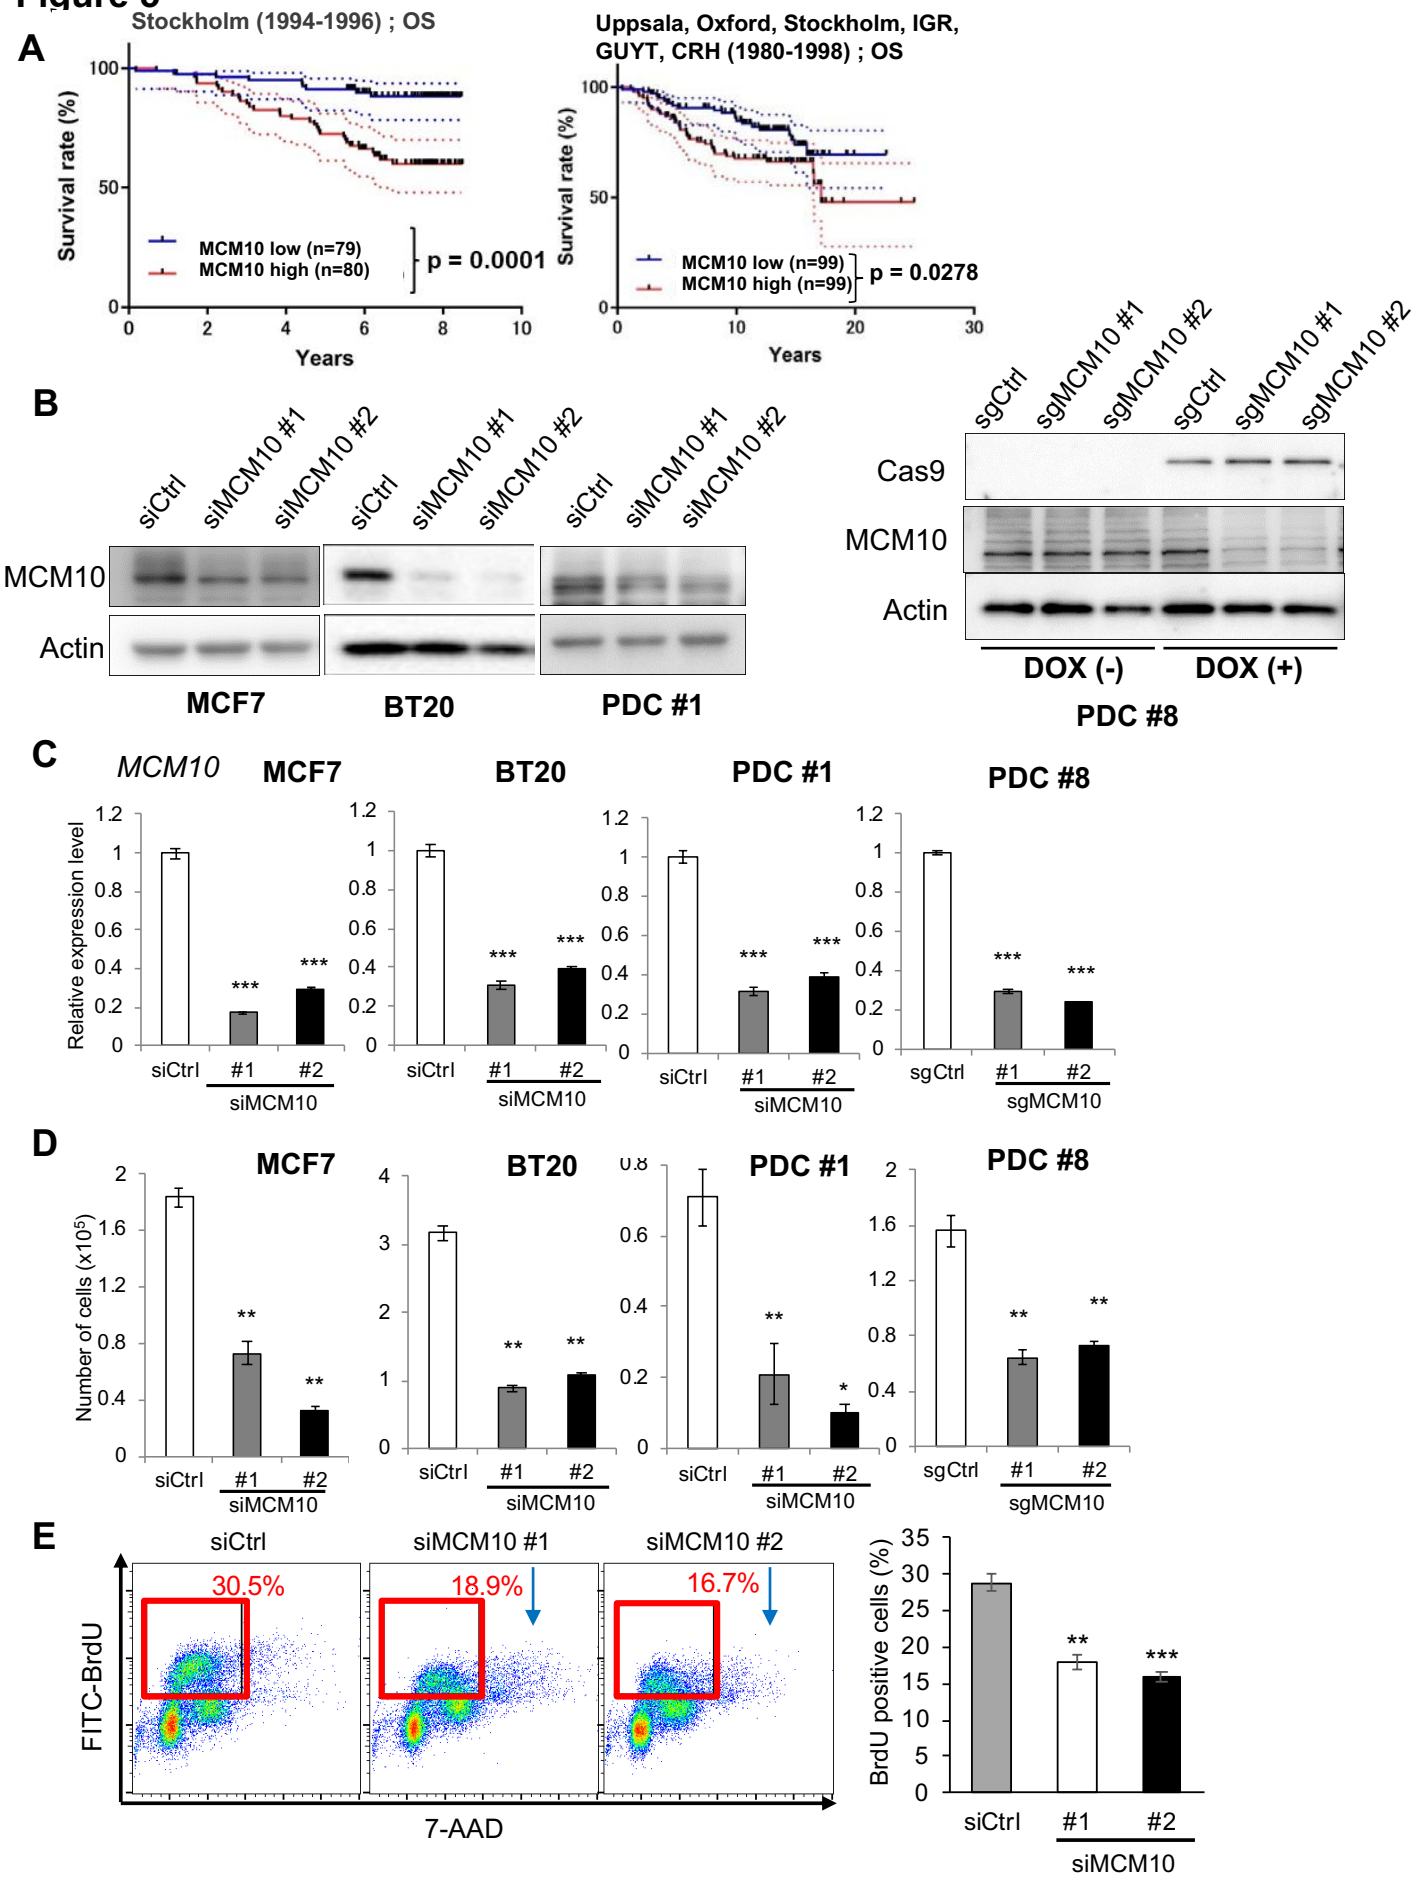 Stockholm (1994-1996) ; OS
Uppsala, Oxford, Stockholm, IGR,
GUYT, CRH (1980-1998) ; OS
A
Survival rate (%)
100
50
0
MCM10 low (n=79)
MCM10 high (n=80)
p = 0.0001
0 2 4 6 8 10
Years
Survival rate (%)
100
50
0
MCM10 low (n=99)
MCM10 high (n=99)
p = 0.0278
0 10 20 30
Years
B
siCtrl siMCM10 #1 siMCM10 #2
siCtrl siMCM10 #1 siMCM10 #2
siCtrl siMCM10 #1 siMCM10 #2
MCM10
Actin
MCF7 BT20 PDC #1
sgCtrl sgMCM10 #1 sgMCM10 #2 sgCtrl sgMCM10 #1 sgMCM10 #2
Cas9
MCM10
Actin
DOX (-) DOX (+)
PDC #8
C
MCM10
MCF7
Relative expression level
1.2
1
0.8
0.6
0.4
0.2
0
***
***
siCtrl #1 #2
siMCM10
BT20
1.2
1
0.8
0.6
0.4
0.2
0
***
***
siCtrl #1 #2
siMCM10
PDC #1
1.2
1
0.8
0.6
0.4
0.2
0
***
***
siCtrl #1 #2
siMCM10
PDC #8
1.2
1
0.8
0.6
0.4
0.2
0
***
***
sgCtrl #1 #2
sgMCM10
D
MCF7
Number of cells (x10⁵)
2
1.6
1.2
0.8
0.4
0
**
**
siCtrl #1 #2
siMCM10
BT20
4
3
2
1
0
**
**
siCtrl #1 #2
siMCM10
PDC #1
0.8
0.6
0.4
0.2
0
**
*
siCtrl #1 #2
siMCM10
PDC #8
2
1.6
1.2
0.8
0.4
0
**
**
sgCtrl #1 #2
sgMCM10
E
siCtrl siMCM10 #1 siMCM10 #2
30.5% 18.9% 16.7%
FITC-BrdU
7-AAD
BrdU positive cells (%)
35
30
25
20
15
10
5
0
**
***
siCtrl #1 #2
siMCM10